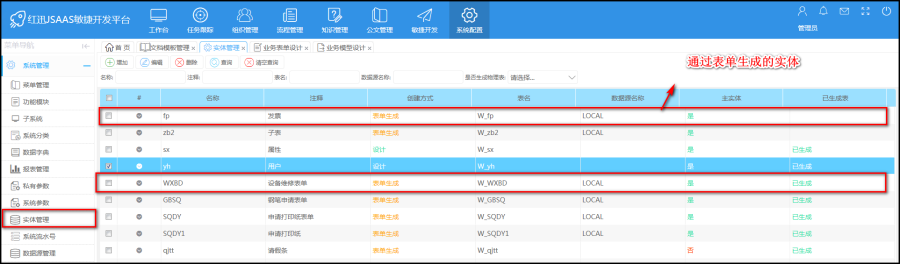 红迅USAAS敏捷开发平台
工作台 任务跟踪 组织管理 流程管理 知识管理 公文管理 敏捷开发 系统配置 管理员
菜单导航 首 页 文档模板管理 × 实体管理 × 业务表单设计 × 业务模型设计 ×
系统管理
增加 编辑 删除 查询 清空查询
通过表单生成的实体
名称: 注释: 表名: 数据源名称: 是否生成物理表: 请选择...
菜单管理
功能模块
子系统
系统分类
数据字典
报表管理
私有参数
系统参数
实体管理
系统流水号
数据源管理
# 名称 注释 创建方式 表名 数据源名称 主实体 已生成表
fp 发票 表单生成 W_fp LOCAL 是
zb2 子表 表单生成 W_zb2 LOCAL 是
sx 属性 设计 W_sx 是 已生成
yh 用户 设计 W_yh 是 已生成
WXBD 设备维修表单 表单生成 W_WXBD LOCAL 是 已生成
GBSQ 钢笔申请表单 表单生成 W_GBSQ LOCAL 是 已生成
SQDY 申请打印纸表单 表单生成 W_SQDY LOCAL 是 已生成
SQDY1 申请打印纸 表单生成 W_SQDY1 LOCAL 是 已生成
qjtt 请假条 表单生成 W_qjtt 否 已生成